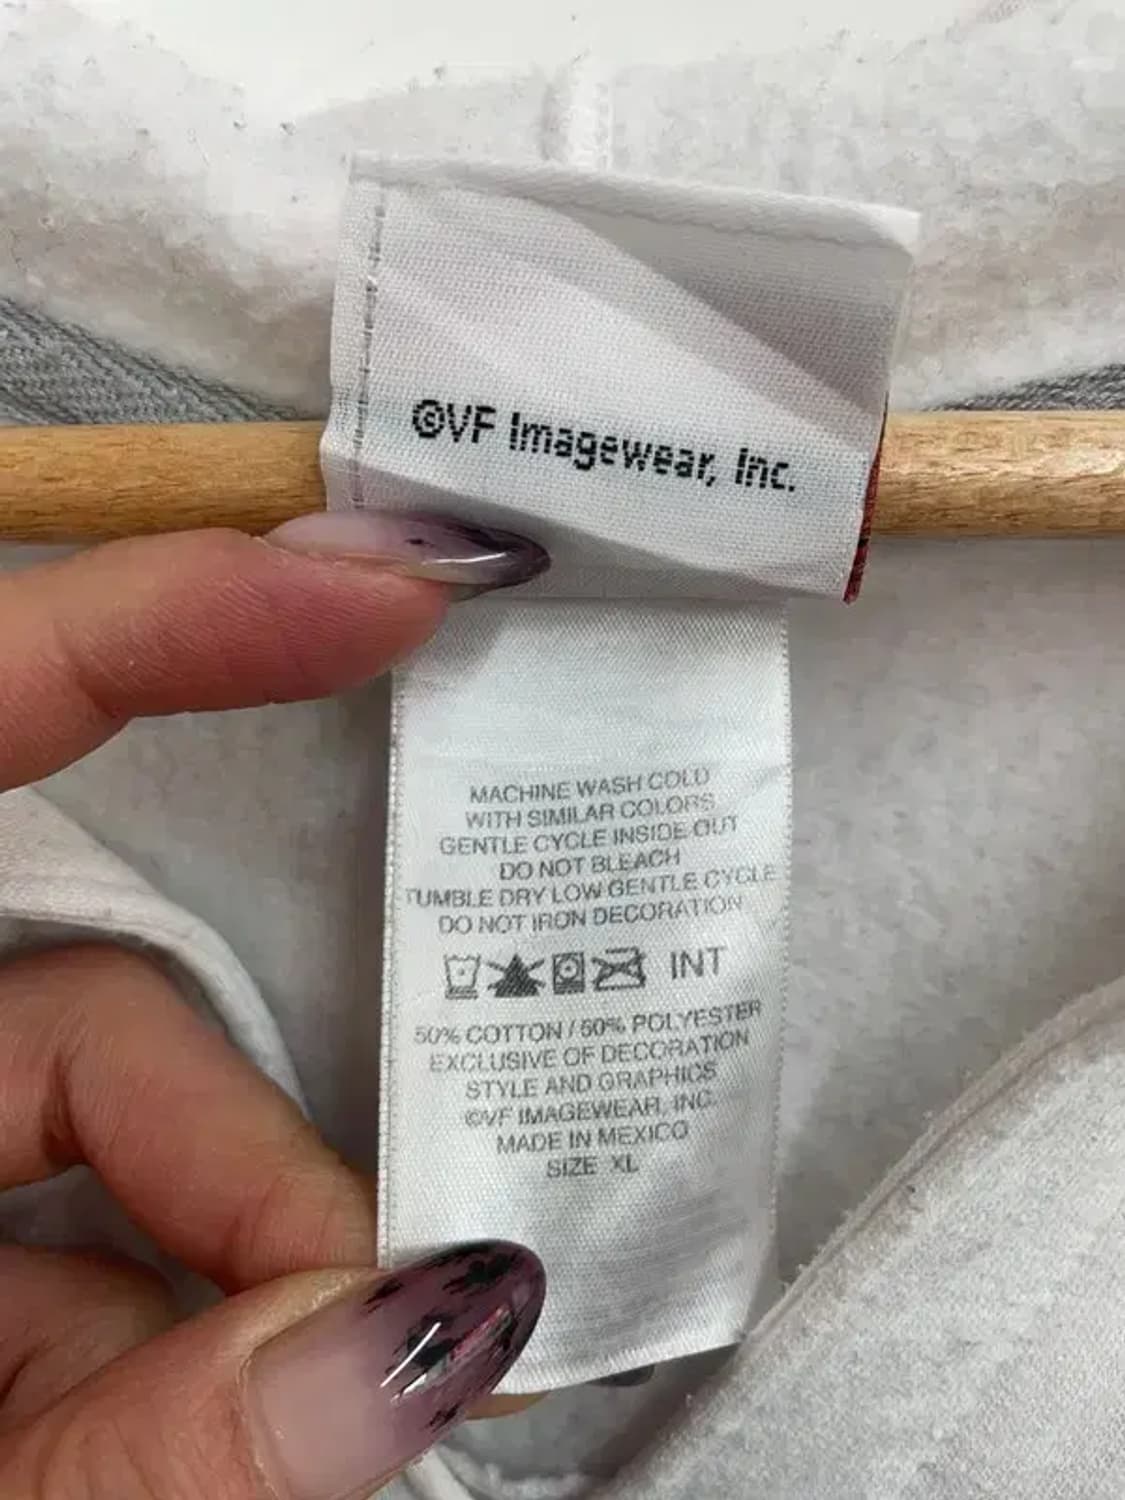 ©VF Imagewear, Inc.
MACHINE WASH COLD
WITH SIMILAR COLORS
GENTLE CYCLE INSIDE OUT
DO NOT BLEACH
TUMBLE DRY LOW GENTLE CYCLE
DO NOT IRON DECORATION
INT
50% COTTON / 50% POLYESTER
EXCLUSIVE OF DECORATION
STYLE AND GRAPHICS
©VF IMAGEWEAR, INC.
MADE IN MEXICO
SIZE XL